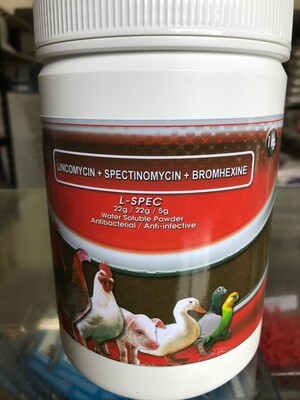 LINCOMYCIN + SPECTINOMYCIN + BROMHEXINE
L-SPEC
22g / 22g / 5g
Water Soluble Powder
Antibacterial / Anti-infective